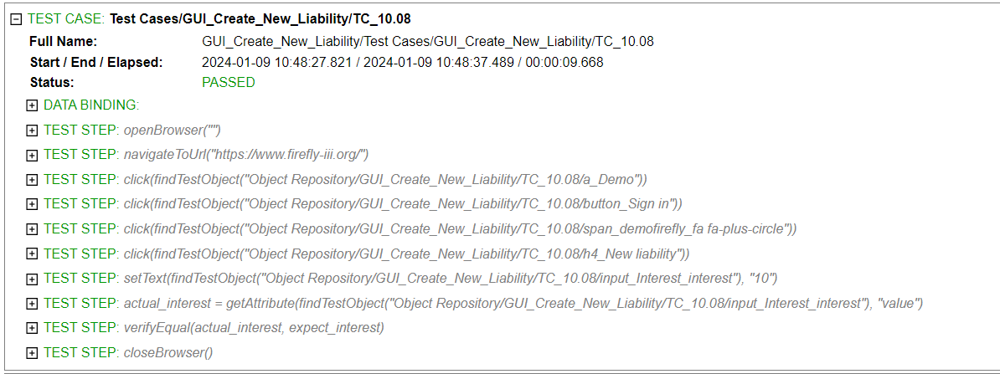 TEST CASE: Test Cases/GUI_Create_New_Liability/TC_10.08
Full Name: GUI_Create_New_Liability/Test Cases/GUI_Create_New_Liability/TC_10.08
Start / End / Elapsed: 2024-01-09 10:48:27.821 / 2024-01-09 10:48:37.489 / 00:00:09.668
Status: PASSED
DATA BINDING:
TEST STEP: openBrowser("")
TEST STEP: navigateToUrl("https://www.firefly-iii.org/")
TEST STEP: click(findTestObject("Object Repository/GUI_Create_New_Liability/TC_10.08/a_Demo"))
TEST STEP: click(findTestObject("Object Repository/GUI_Create_New_Liability/TC_10.08/button_Sign in"))
TEST STEP: click(findTestObject("Object Repository/GUI_Create_New_Liability/TC_10.08/span_demofirefly_fa fa-plus-circle"))
TEST STEP: click(findTestObject("Object Repository/GUI_Create_New_Liability/TC_10.08/h4_New liability"))
TEST STEP: setText(findTestObject("Object Repository/GUI_Create_New_Liability/TC_10.08/input_Interest_interest"), "10")
TEST STEP: actual_interest = getAttribute(findTestObject("Object Repository/GUI_Create_New_Liability/TC_10.08/input_Interest_interest"), "value")
TEST STEP: verifyEqual(actual_interest, expect_interest)
TEST STEP: closeBrowser()